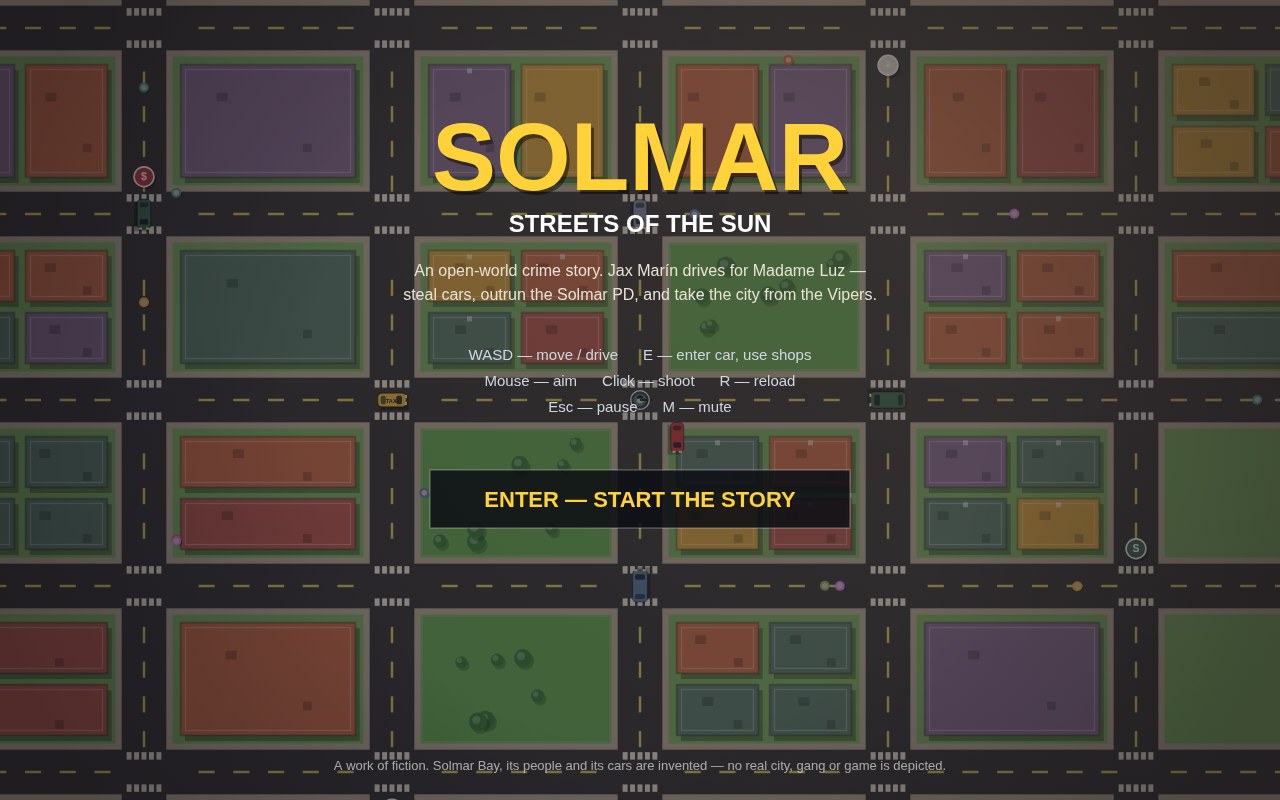 SOLMAR
STREETS OF THE SUN
An open-world crime story. Jax Marín drives for Madame Luz —
steal cars, outrun the Solmar PD, and take the city from the Vipers.
WASD — move / drive E — enter car, use shops
Mouse — aim Click — shoot R — reload
Esc — pause M — mute
ENTER — START THE STORY
A work of fiction. Solmar Bay, its people and its cars are invented — no real city, gang or game is depicted.
S
TAXI
S